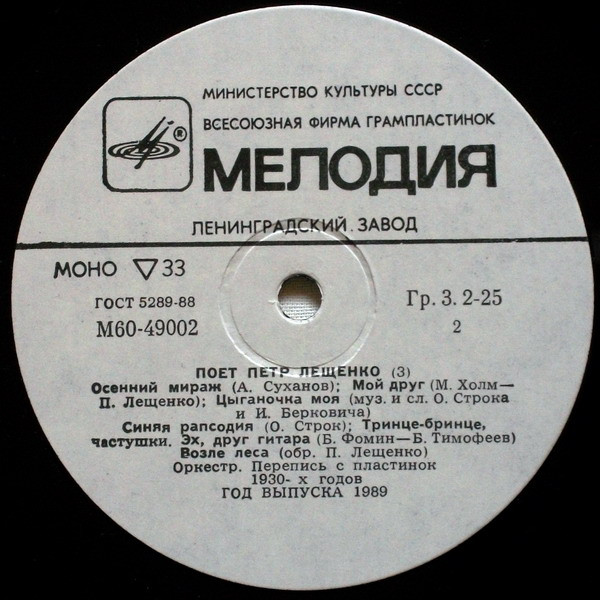 МИНИСТЕРСТВО КУЛЬТУРЫ СССР
ВСЕСОЮЗНАЯ ФИРМА ГРАМПЛАСТИНОК
®
МЕЛОДИЯ
ЛЕНИНГРАДСКИЙ ЗАВОД
МОНО ▽ 33
ГОСТ 5289-88
Гр. 3. 2-25
М60-49002
2
ПОЕТ ПЕТР ЛЕЩЕНКО (3)
Осенний мираж (А. Суханов); Мой друг (М. Холм—
П. Лещенко); Цыганочка моя (муз. и сл. О. Строка
и И. Берковича)
Синяя рапсодия (О. Строк); Тринце-бринце,
частушки. Эх, друг гитара (Б. Фомин—Б. Тимофеев)
Возле леса (обр. П. Лещенко)
Оркестр. Перепись с пластинок
1930- х годов
ГОД ВЫПУСКА 1989